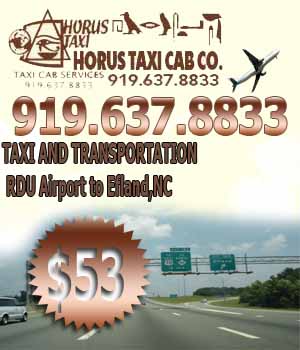 HORUS
TAXI
TAXI CAB SERVICES
919.637.8833
HORUS TAXI CAB CO.
919.637.8833
919.637.8833
TAXI AND TRANSPORTATION
RDU Airport to Efland,NC
$53